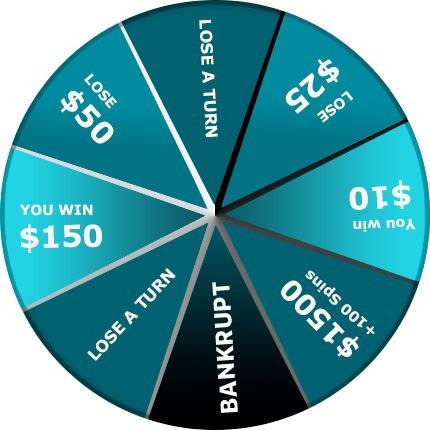 LOSE A TURN
LOSE
$25
You win
$10
$1500
+100 Spins
BANKRUPT
LOSE A TURN
YOU WIN
$150
LOSE
$50